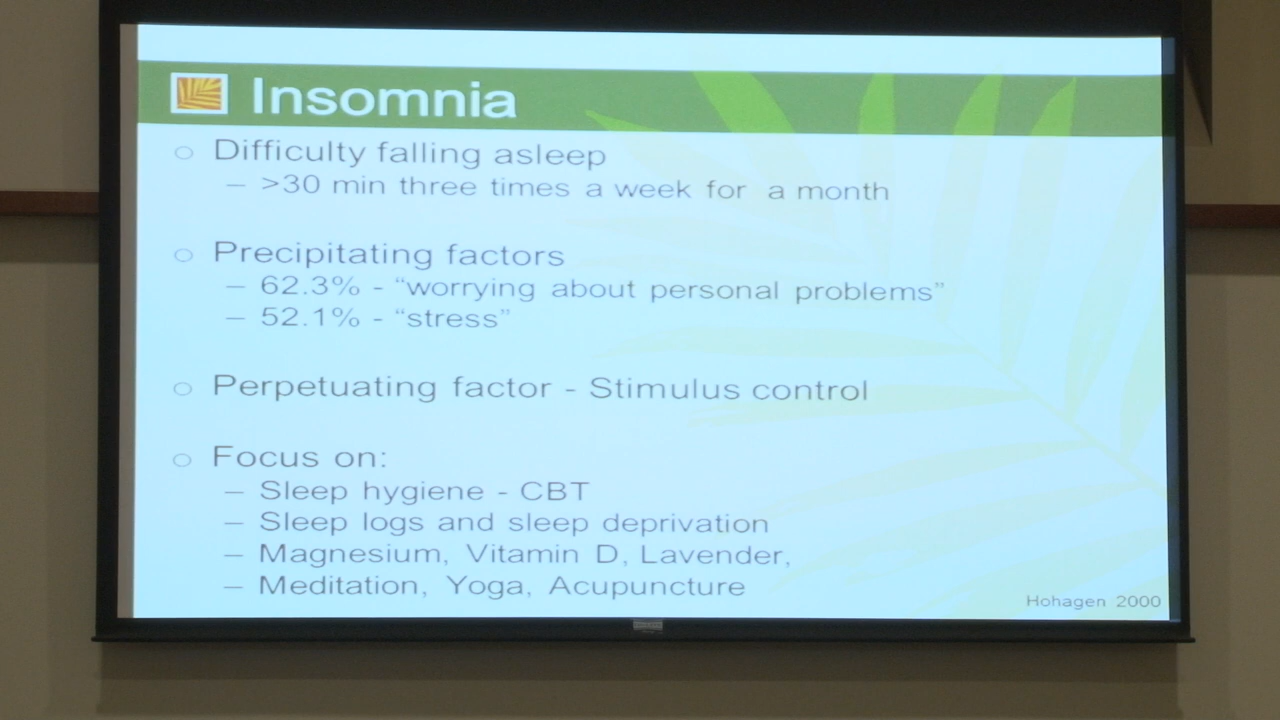 Insomnia
○ Difficulty falling asleep
– >30 min three times a week for a month
○ Precipitating factors
– 62.3% - “worrying about personal problems”
– 52.1% - “stress”
○ Perpetuating factor - Stimulus control
○ Focus on:
– Sleep hygiene - CBT
– Sleep logs and sleep deprivation
– Magnesium, Vitamin D, Lavender,
– Meditation, Yoga, Acupuncture
Hohagen 2000